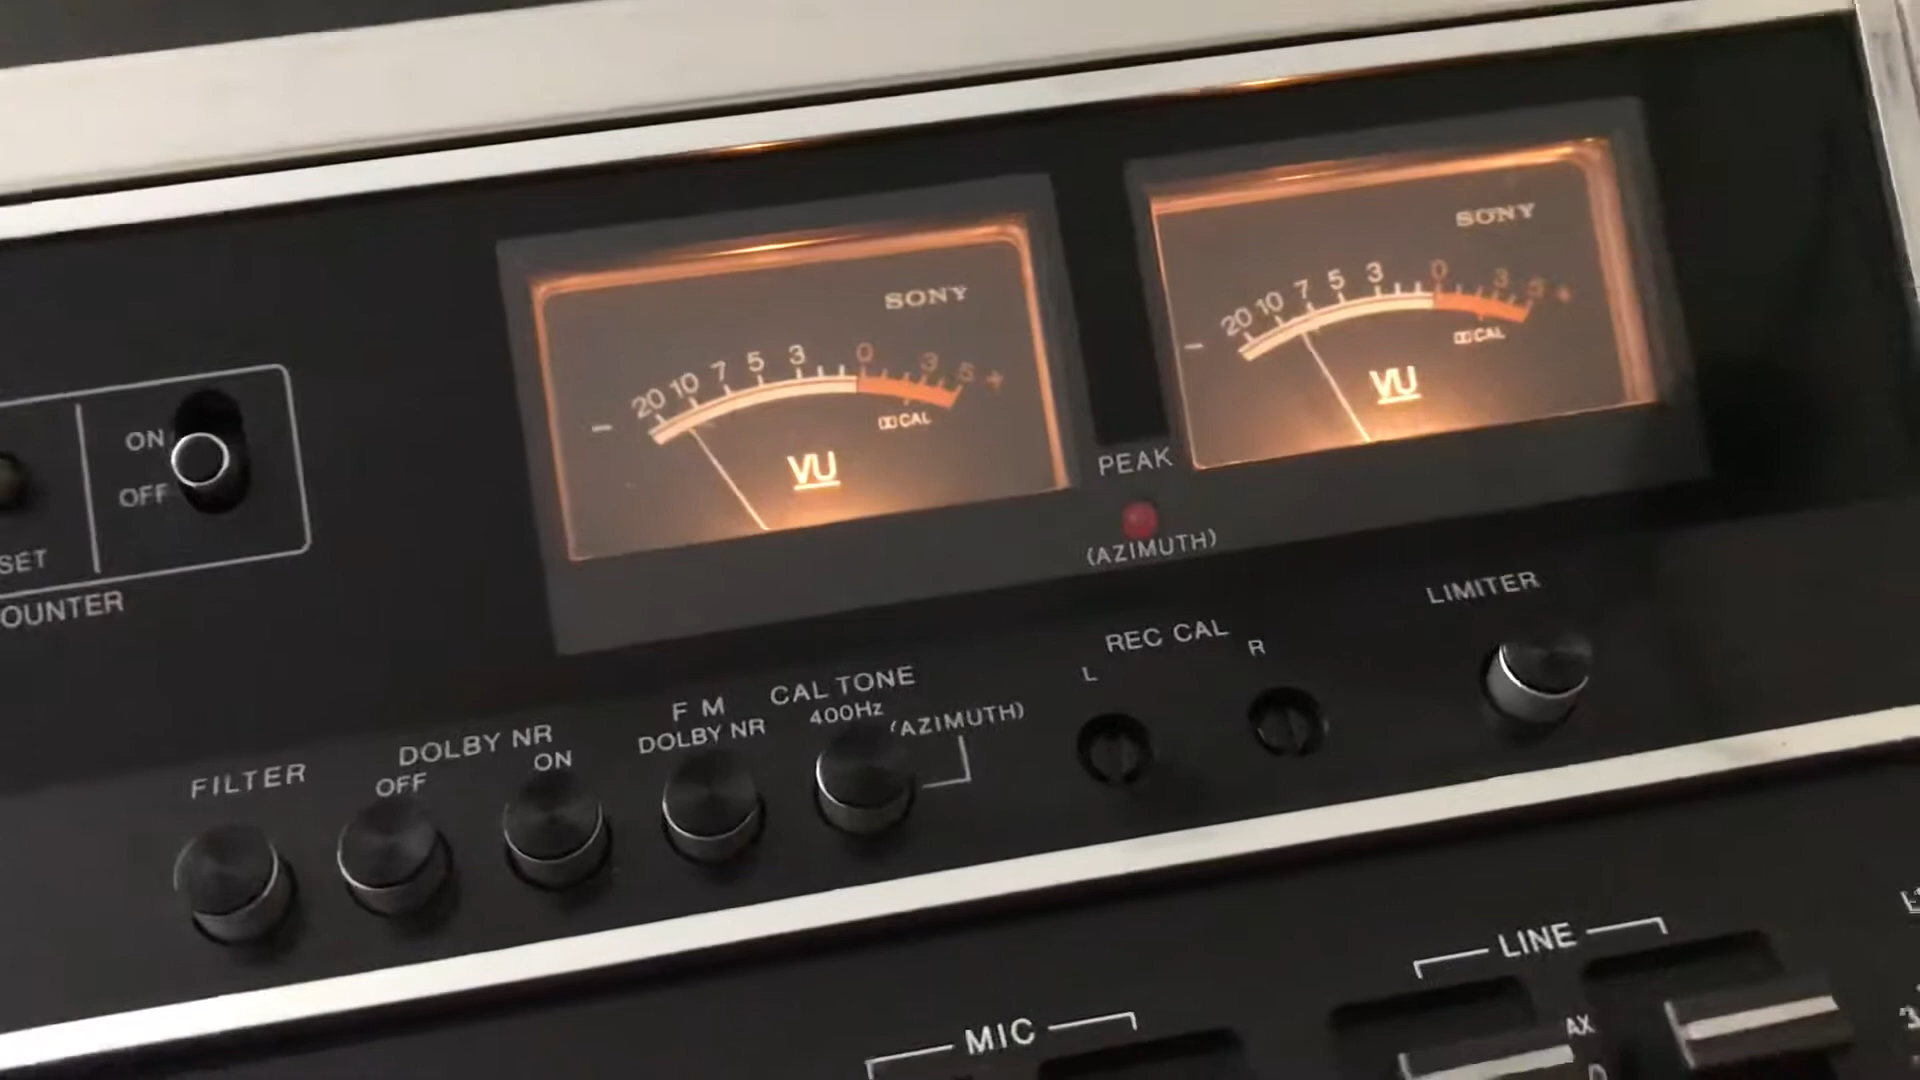 SONY
20 10 7 5 3 0 3 5 +
-
CAL
VU
SONY
20 10 7 5 3 0 3 5 +
-
CAL
VU
ON
OFF
SET
OUNTER
PEAK
(AZIMUTH)
FILTER
DOLBY NR
OFF
ON
F M
DOLBY NR
CAL TONE
400Hz
(AZIMUTH)
REC CAL
L
R
LIMITER
MIC
LINE
AX